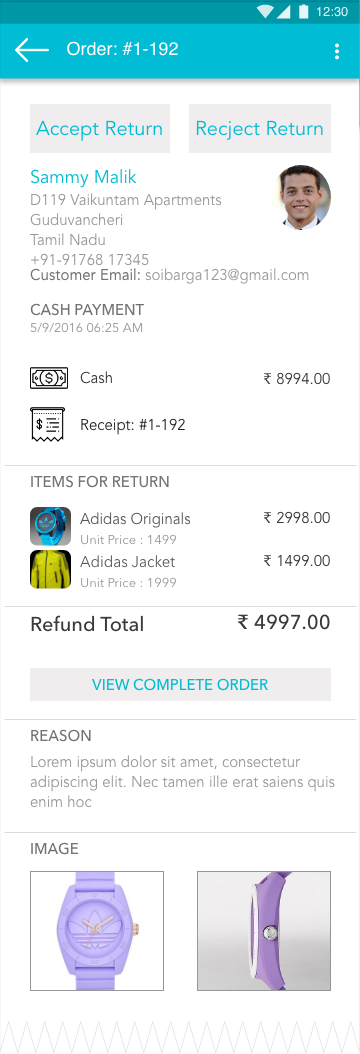 12:30
Order: #1-192
Accept Return
Recject Return
Sammy Malik
D119 Vaikuntam Apartments
Guduvancheri
Tamil Nadu
+91-91768 17345
Customer Email: soibarga123@gmail.com
CASH PAYMENT
5/9/2016 06:25 AM
Cash ₹ 8994.00
Receipt: #1-192
ITEMS FOR RETURN
Adidas Originals ₹ 2998.00
Unit Price : 1499
Adidas Jacket ₹ 1499.00
Unit Price : 1999
Refund Total ₹ 4997.00
VIEW COMPLETE ORDER
REASON
Lorem ipsum dolor sit amet, consectetur
adipiscing elit. Nec tamen ille erat saiens quis
enim hoc
IMAGE